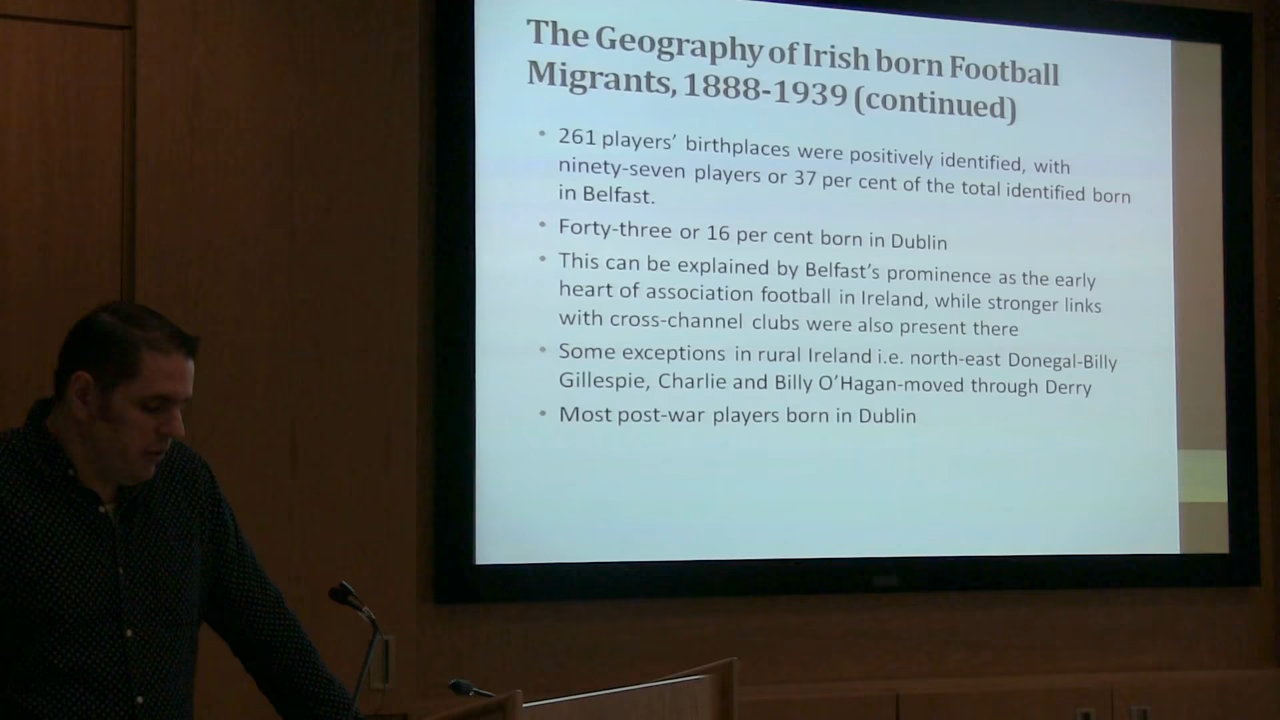 The Geography of Irish born Football
Migrants, 1888-1939 (continued)
• 261 players’ birthplaces were positively identified, with
ninety-seven players or 37 per cent of the total identified born
in Belfast.
• Forty-three or 16 per cent born in Dublin
• This can be explained by Belfast’s prominence as the early
heart of association football in Ireland, while stronger links
with cross-channel clubs were also present there
• Some exceptions in rural Ireland i.e. north-east Donegal-Billy
Gillespie, Charlie and Billy O’Hagan-moved through Derry
• Most post-war players born in Dublin